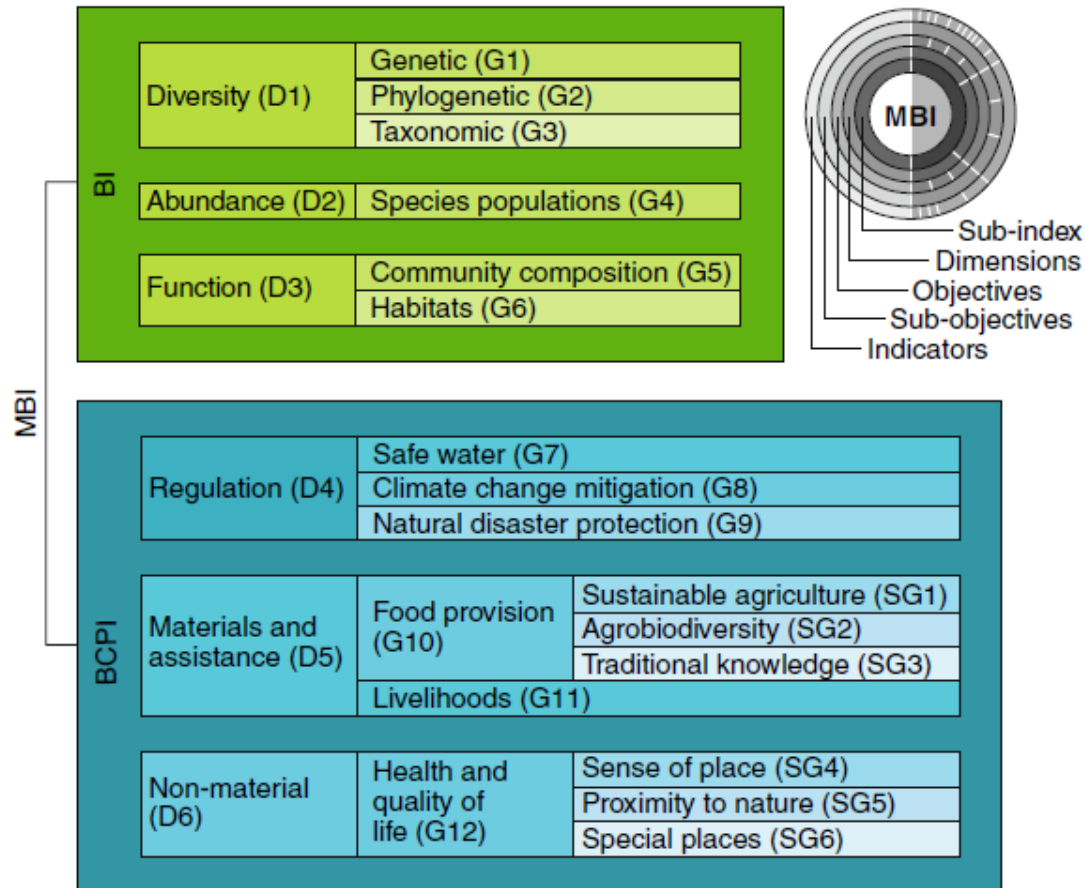 MBI
BI
Diversity (D1)
Genetic (G1)
Phylogenetic (G2)
Taxonomic (G3)
Abundance (D2)
Species populations (G4)
Function (D3)
Community composition (G5)
Habitats (G6)
MBI
Sub-index
Dimensions
Objectives
Sub-objectives
Indicators
BCPI
Regulation (D4)
Safe water (G7)
Climate change mitigation (G8)
Natural disaster protection (G9)
Materials and
assistance (D5)
Food provision
(G10)
Sustainable agriculture (SG1)
Agrobiodiversity (SG2)
Traditional knowledge (SG3)
Livelihoods (G11)
Non-material
(D6)
Health and
quality of
life (G12)
Sense of place (SG4)
Proximity to nature (SG5)
Special places (SG6)